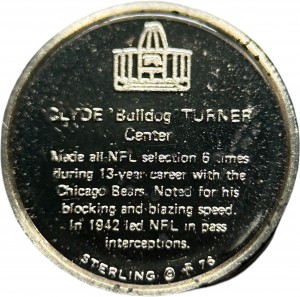 CLYDE 'Bulldog' TURNER
Center
Made all-NFL selection 6 times
during 13-year career with the
Chicago Bears. Noted for his
blocking and blazing speed.
In 1942 led NFL in pass
interceptions.
STERLING 76